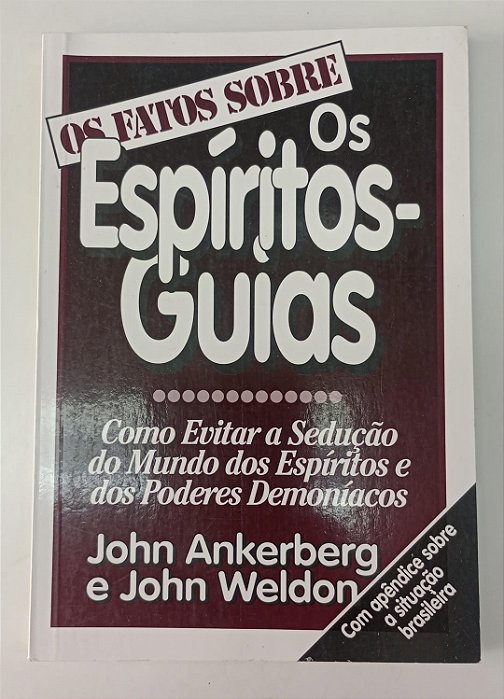 OS FATOS SOBRE
Os
Espíritos-
Guias
Como Evitar a Sedução
do Mundo dos Espíritos e
dos Poderes Demoníacos
John Ankerberg
e John Weldon
Com apêndice sobre
a situação
brasileira